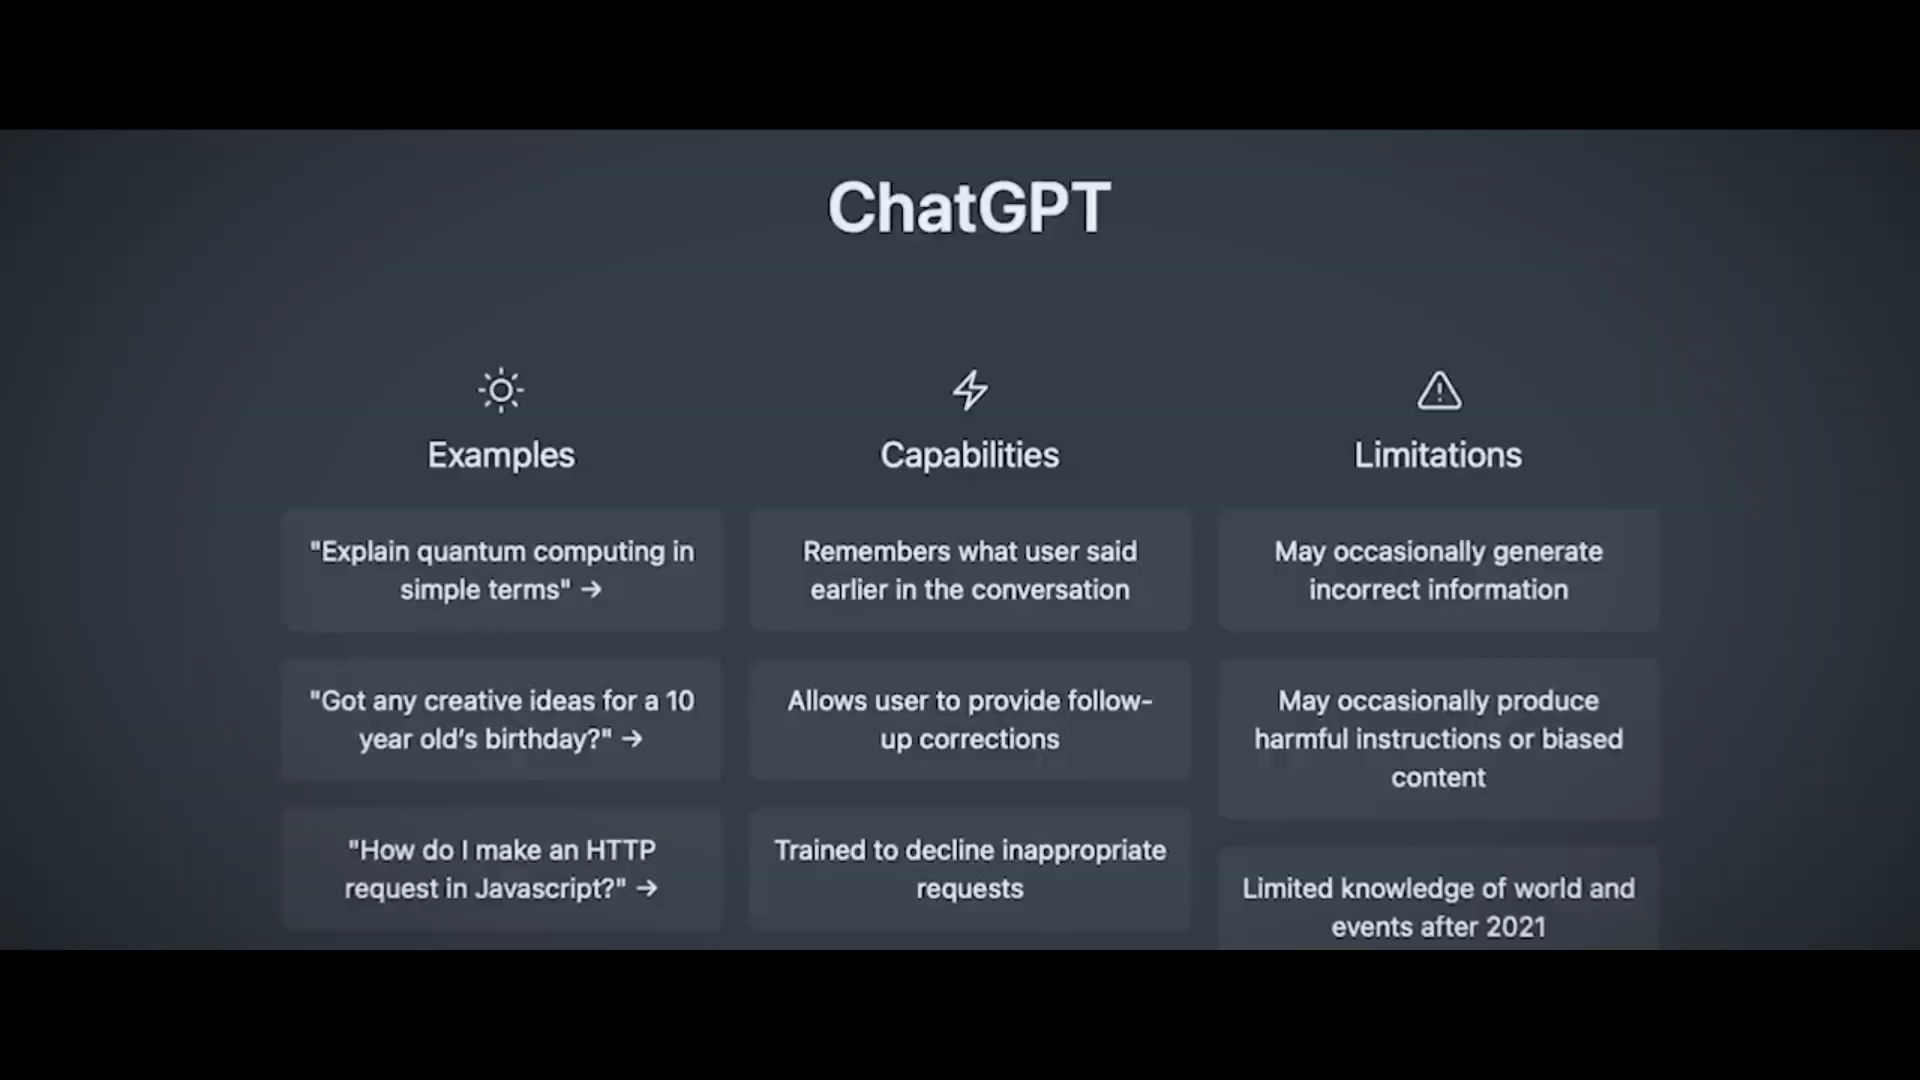 ChatGPT
Examples
"Explain quantum computing in
simple terms" →
"Got any creative ideas for a 10
year old's birthday?" →
"How do I make an HTTP
request in Javascript?" →
Capabilities
Remembers what user said
earlier in the conversation
Allows user to provide follow-
up corrections
Trained to decline inappropriate
requests
Limitations
May occasionally generate
incorrect information
May occasionally produce
harmful instructions or biased
content
Limited knowledge of world and
events after 2021